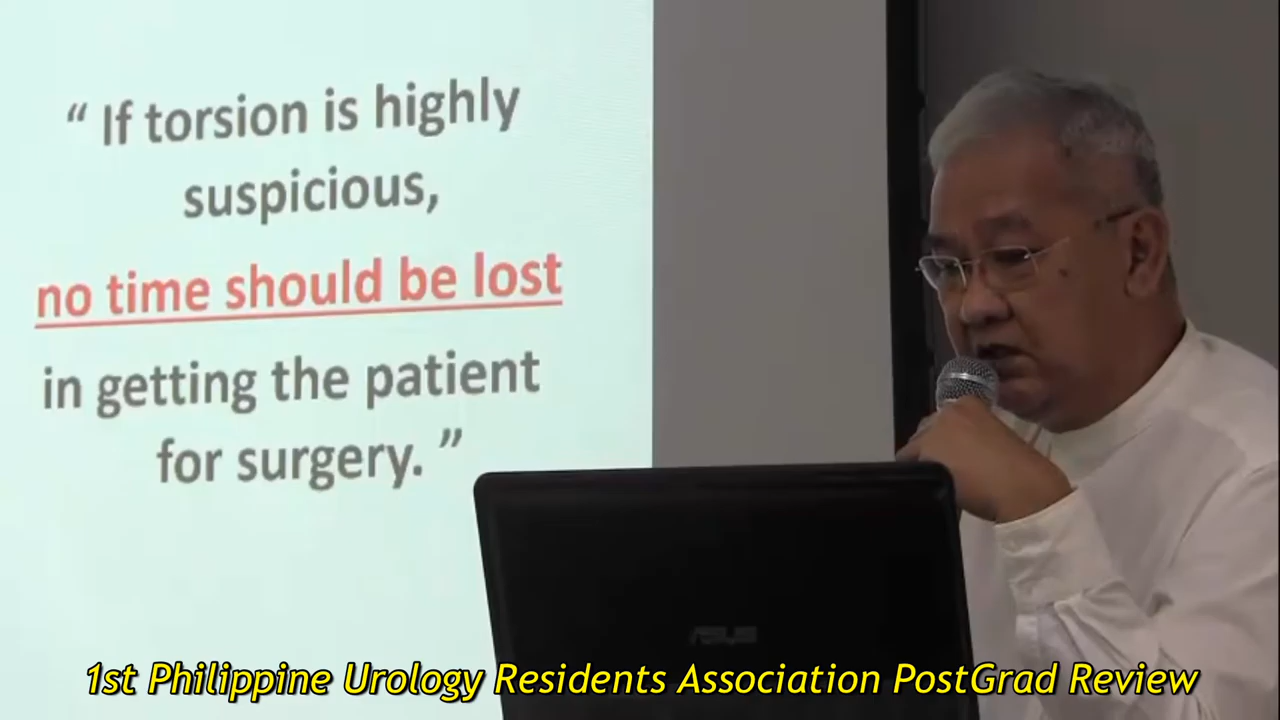 “ If torsion is highly
suspicious,
no time should be lost
in getting the patient
for surgery. ”
ASUS
1st Philippine Urology Residents Association PostGrad Review